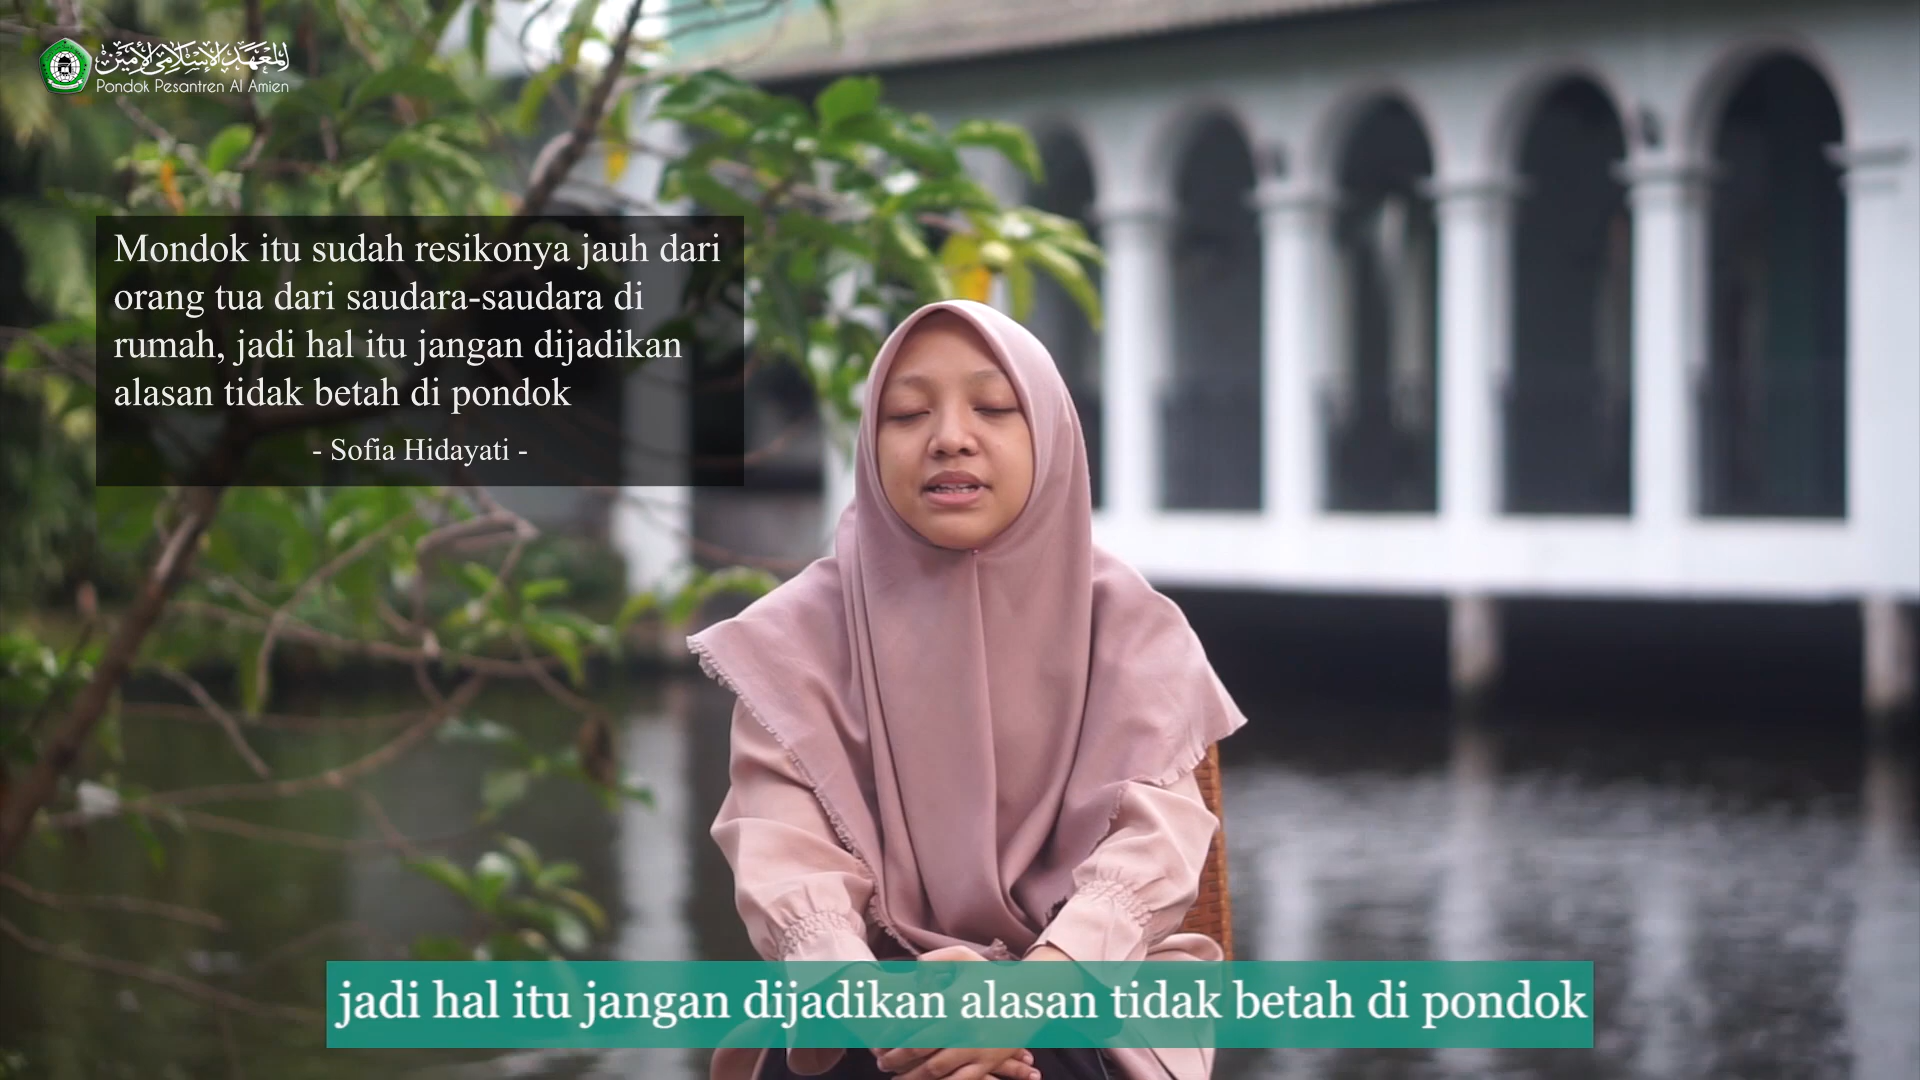 المعهد الإسلامي الأمين
Pondok Pesantren Al Amien
Mondok itu sudah resikonya jauh dari
orang tua dari saudara-saudara di
rumah, jadi hal itu jangan dijadikan
alasan tidak betah di pondok
- Sofia Hidayati -
jadi hal itu jangan dijadikan alasan tidak betah di pondok